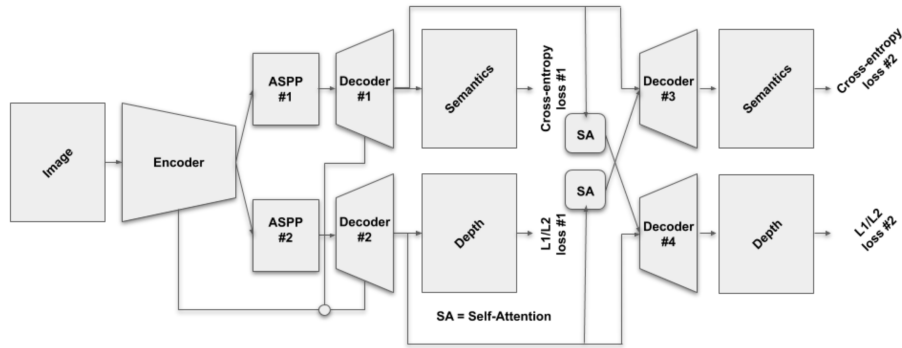 Image
Encoder
ASPP
#1
Decoder
#1
Semantics
Cross-entropy
loss #1
ASPP
#2
Decoder
#2
Depth
L1/L2
loss #1
SA
SA
Decoder
#3
Semantics
Cross-entropy
loss #2
Decoder
#4
Depth
L1/L2
loss #2
SA = Self-Attention